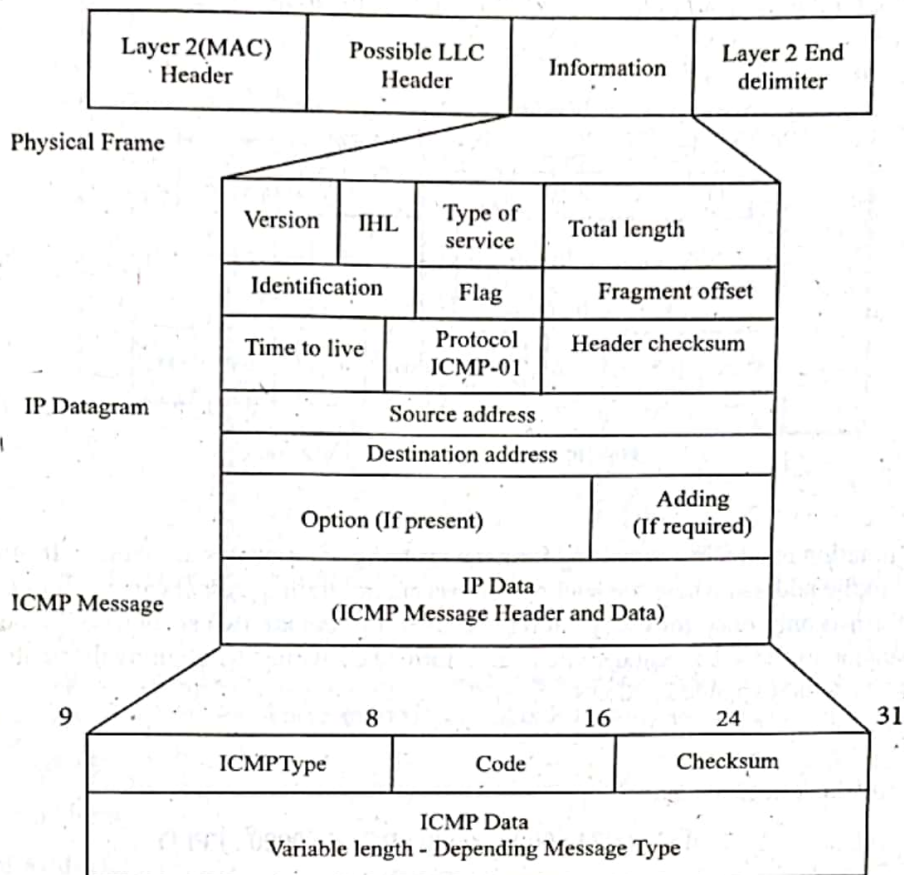 Layer 2(MAC)
Header
Possible LLC
Header
Information
Layer 2 End
delimiter
Physical Frame
Version
IHL
Type of
service
Total length
Identification
Flag
Fragment offset
Time to live
Protocol
ICMP-01
Header checksum
IP Datagram
Source address
Destination address
Option (If present)
Adding
(If required)
ICMP Message
IP Data
(ICMP Message Header and Data)
9 8 16 24 31
ICMPType
Code
Checksum
ICMP Data
Variable length Depending Message Type